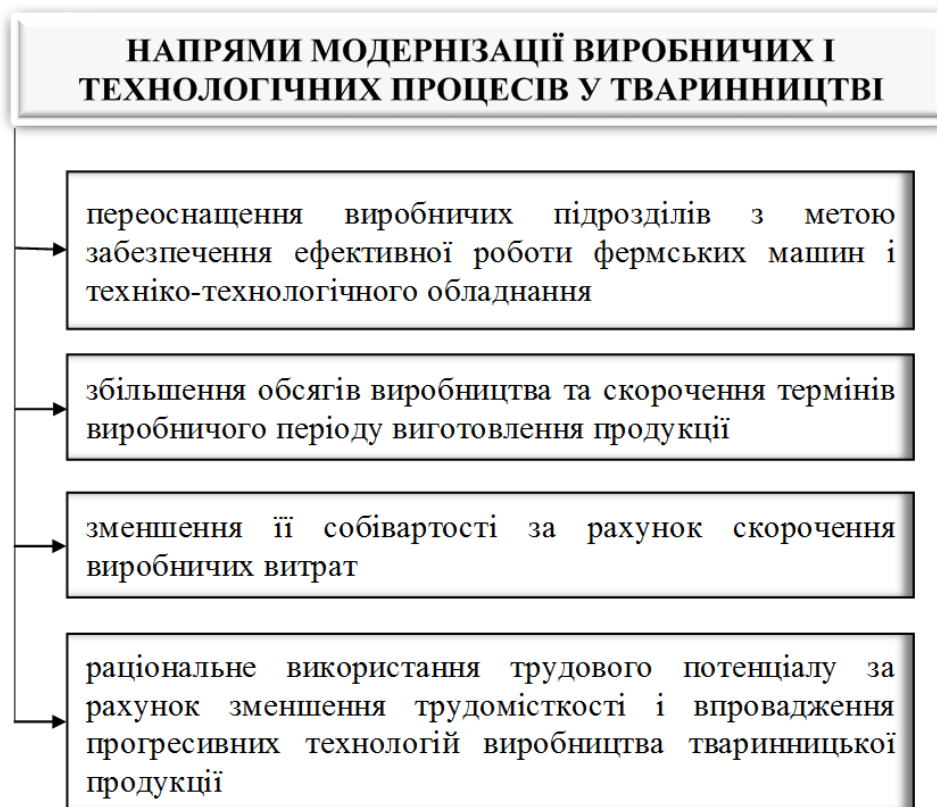 НАПРЯМИ МОДЕРНІЗАЦІЇ ВИРОБНИЧИХ І
ТЕХНОЛОГІЧНИХ ПРОЦЕСІВ У ТВАРИННИЦТВІ
переоснащення виробничих підрозділів з метою
забезпечення ефективної роботи фермських машин і
техніко-технологічного обладнання
збільшення обсягів виробництва та скорочення термінів
виробничого періоду виготовлення продукції
зменшення її собівартості за рахунок скорочення
виробничих витрат
раціональне використання трудового потенціалу за
рахунок зменшення трудомісткості і впровадження
прогресивних технологій виробництва тваринницької
продукції